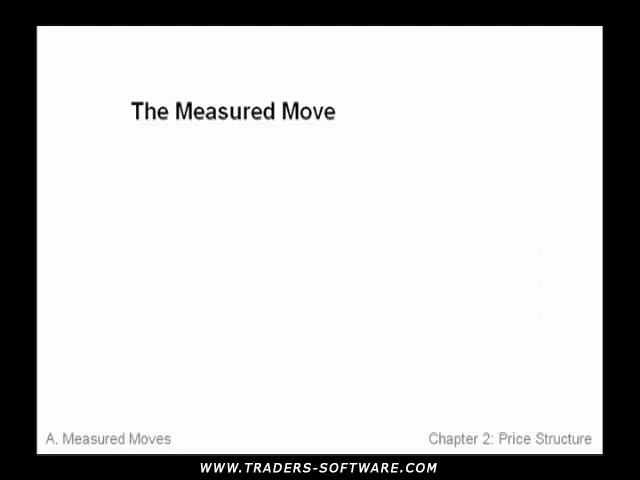 The Measured Move
A. Measured Moves
Chapter 2: Price Structure
WWW.TRADERS-SOFTWARE.COM